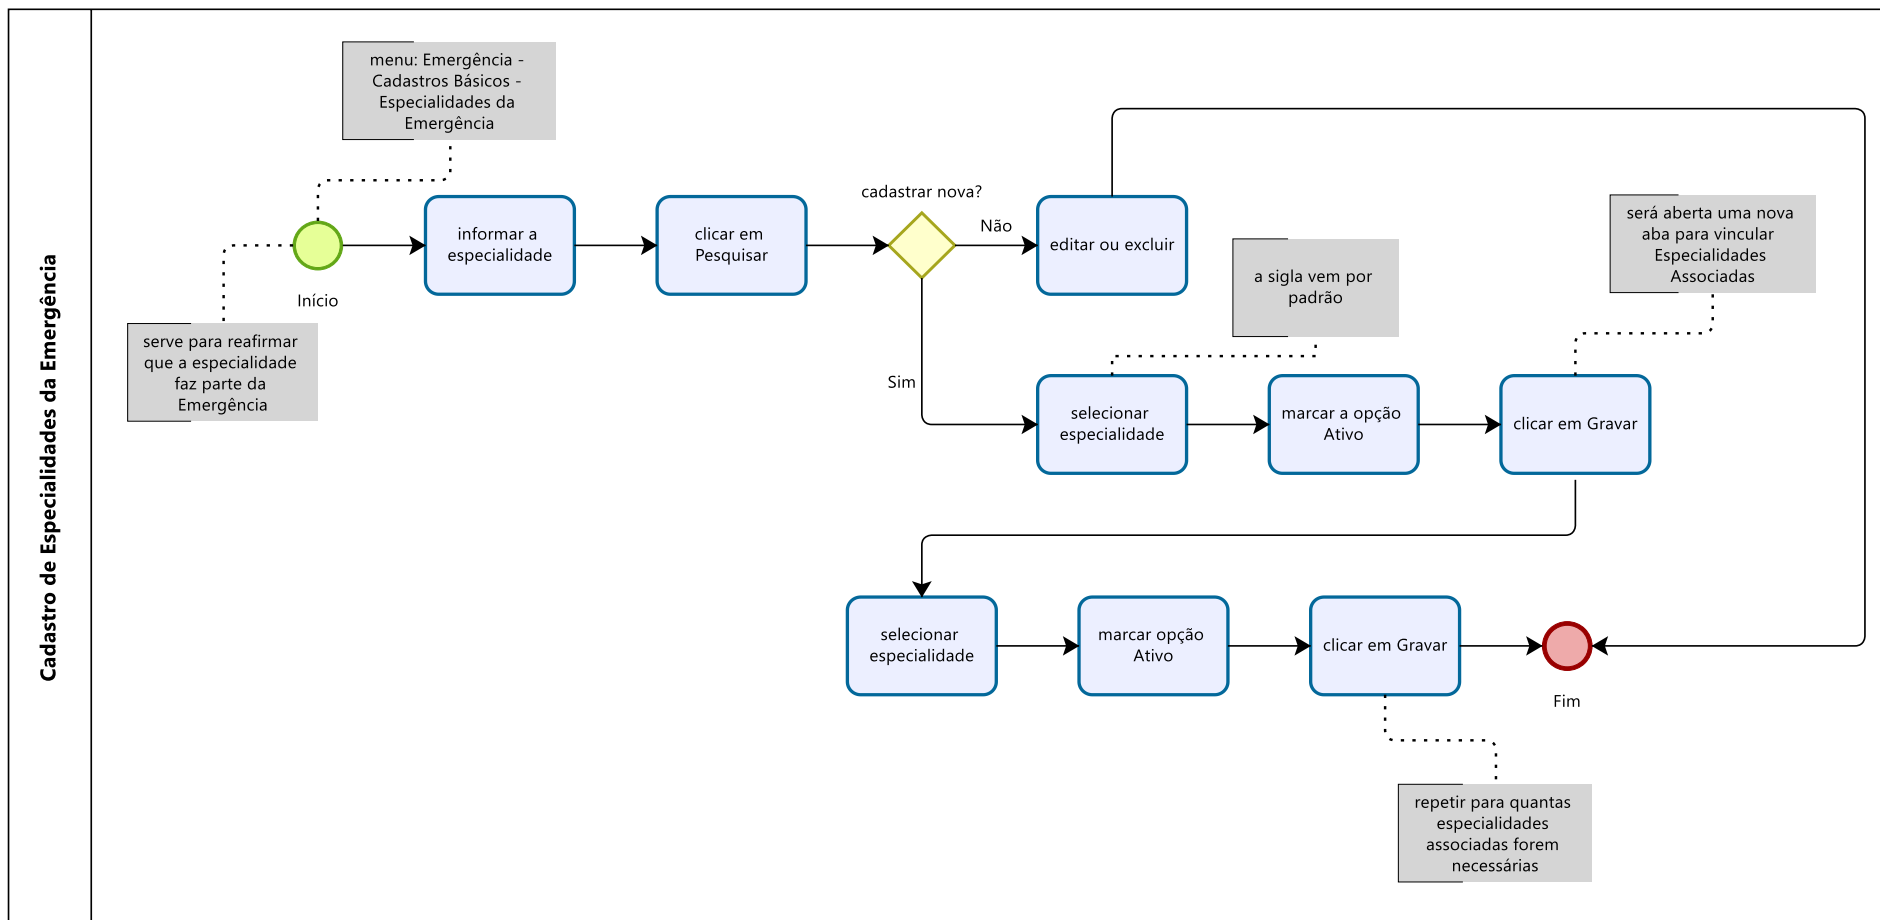 Cadastro de Especialidades da Emergência
menu: Emergência -
Cadastros Básicos -
Especialidades da
Emergência
Início
serve para reafirmar
que a especialidade
faz parte da
Emergência
informar a
especialidade
clicar em
Pesquisar
cadastrar nova?
Não
Sim
editar ou excluir
a sigla vem por
padrão
será aberta uma nova
aba para vincular
Especialidades
Associadas
selecionar
especialidade
marcar a opção
Ativo
clicar em Gravar
selecionar
especialidade
marcar opção
Ativo
clicar em Gravar
Fim
repetir para quantas
especialidades
associadas forem
necessárias